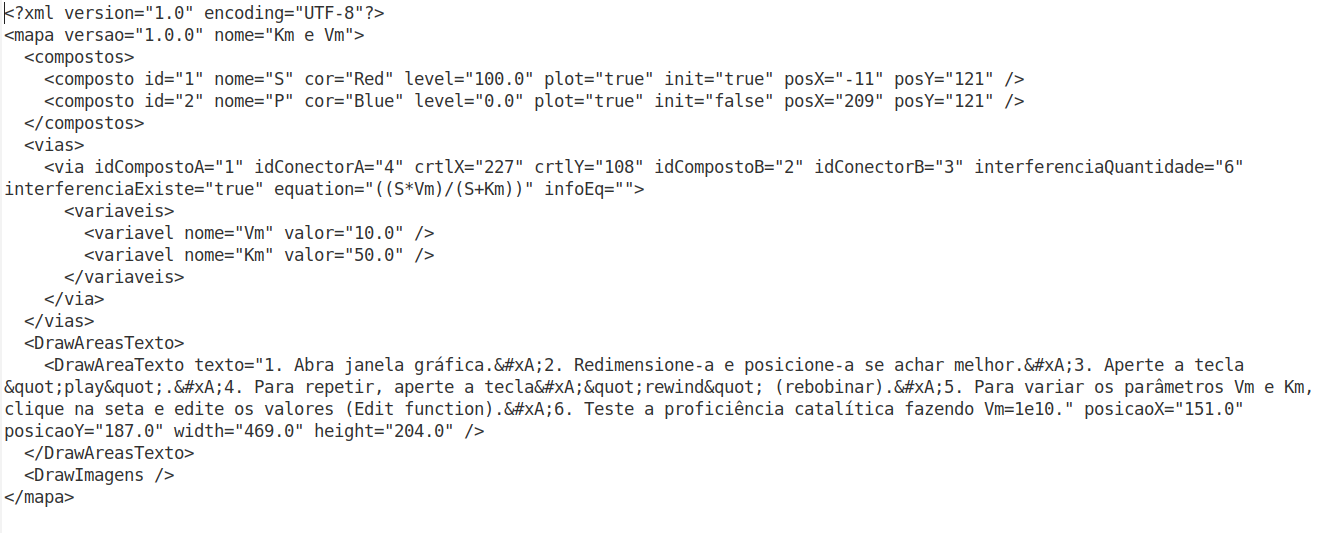 <?xml version="1.0" encoding="UTF-8"?>
<mapa versao="1.0.0" nome="Km e Vm">
  <compostos>
    <composto id="1" nome="S" cor="Red" level="100.0" plot="true" init="true" posX="-11" posY="121" />
    <composto id="2" nome="P" cor="Blue" level="0.0" plot="true" init="false" posX="209" posY="121" />
  </compostos>
  <vias>
    <via idCompostoA="1" idConectorA="4" crtlX="227" crtlY="108" idCompostoB="2" idConectorB="3" interferenciaQuantidade="6"
interferenciaExiste="true" equation="((S*Vm)/(S+Km))" infoEq="">
      <variaveis>
        <variavel nome="Vm" valor="10.0" />
        <variavel nome="Km" valor="50.0" />
      </variaveis>
    </via>
  </vias>
  <DrawAreasTexto>
    <DrawAreaTexto texto="1. Abra janela gráfica.&#xA;2. Redimensione-a e posicione-a se achar melhor.&#xA;3. Aperte a tecla
&quot;play&quot;.&#xA;4. Para repetir, aperte a tecla&#xA;&quot;rewind&quot; (rebobinar).&#xA;5. Para variar os parâmetros Vm e Km,
clique na seta e edite os valores (Edit function).&#xA;6. Teste a proficiência catalítica fazendo Vm=1e10." posicaoX="151.0"
posicaoY="187.0" width="469.0" height="204.0" />
  </DrawAreasTexto>
  <DrawImagens />
</mapa>